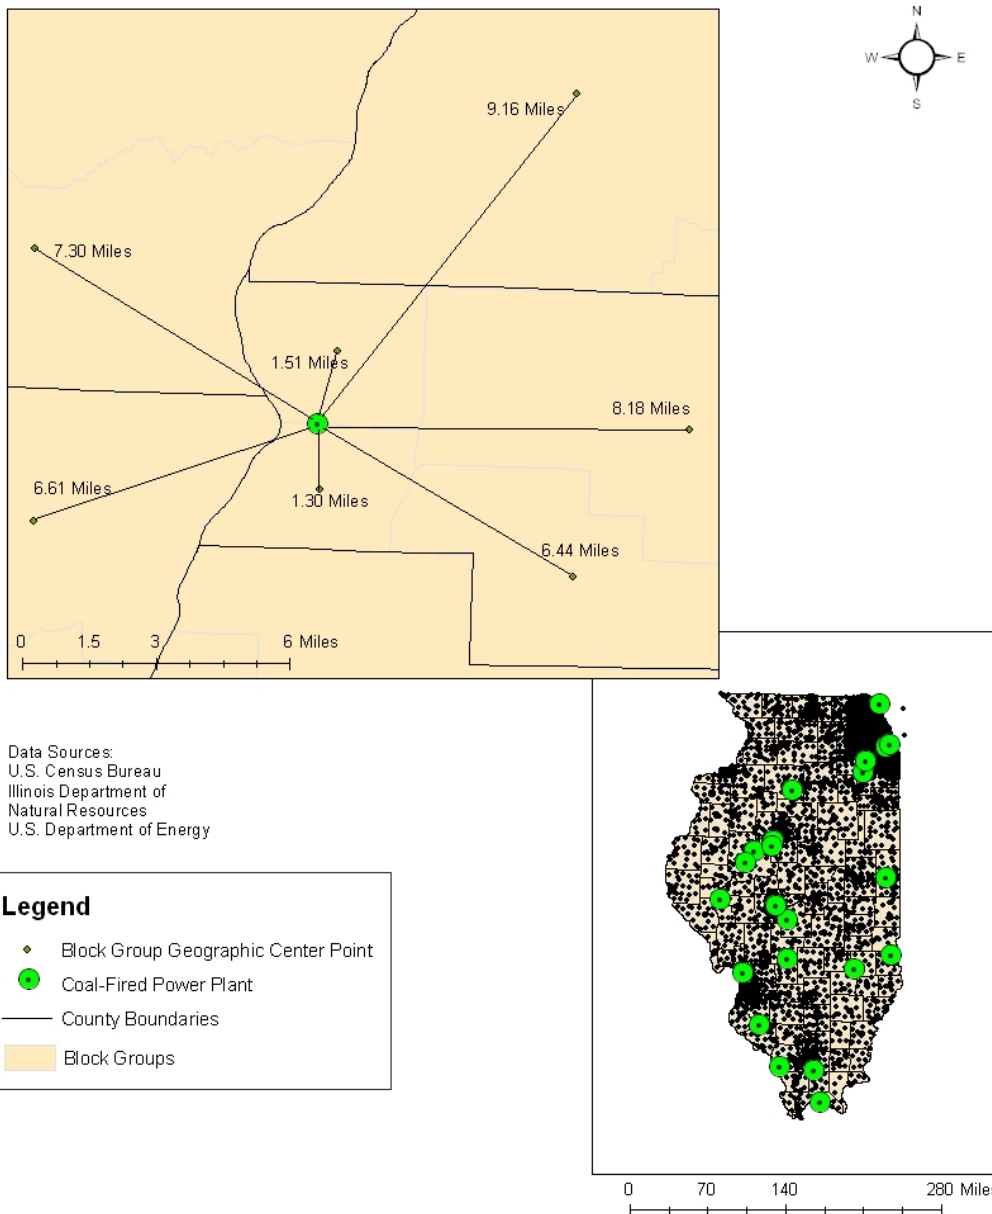 N
W E
S
9.16 Miles
7.30 Miles
1.51 Miles
8.18 Miles
6.61 Miles
1.30 Miles
6.44 Miles
0 1.5 3 6 Miles
Data Sources:
U.S. Census Bureau
Illinois Department of
Natural Resources
U.S. Department of Energy
Legend
Block Group Geographic Center Point
Coal-Fired Power Plant
County Boundaries
Block Groups
0 70 140 280 Miles